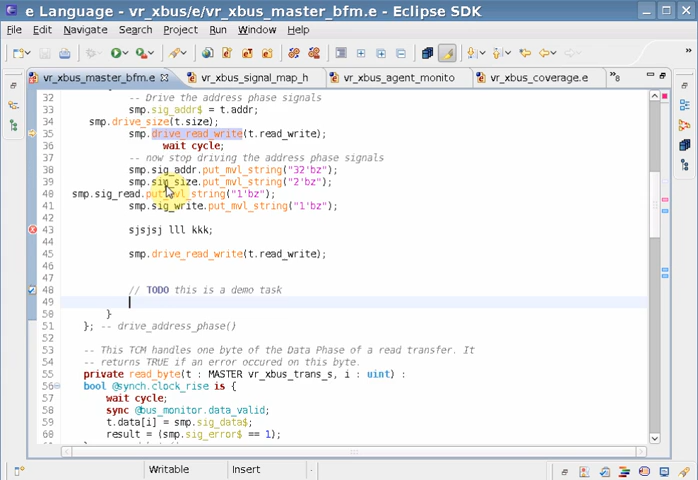 e Language - vr_xbus/e/vr_xbus_master_bfm.e - Eclipse SDK
File Edit Navigate Search Project Run Window Help
vr_xbus_master_bfm.e vr_xbus_signal_map_h vr_xbus_agent_monito vr_xbus_coverage.e »8
32 -- Drive the address phase signals
33 smp.sig_addr$ = t.addr;
34 smp.drive_size(t.size);
35 smp.drive_read_write(t.read_write);
36 wait cycle;
37 -- now stop driving the address phase signals
38 smp.sig_addr.put_mvl_string("32'bz");
39 smp.sig_size.put_mvl_string("2'bz");
40 smp.sig_read.put_mvl_string("1'bz");
41 smp.sig_write.put_mvl_string("1'bz");
42
43 sjsjsj lll kkk;
44
45 smp.drive_read_write(t.read_write);
46
47
48 // TODO this is a demo task
49
50 }
51 }; -- drive_address_phase()
52
53 -- This TCM handles one byte of the Data Phase of a read transfer. It
54 -- returns TRUE if an error occured on this byte.
55 private read_byte(t : MASTER vr_xbus_trans_s, i : uint) :
56 bool @synch.clock_rise is {
57 wait cycle;
58 sync @bus_monitor.data_valid;
59 t.data[i] = smp.sig_data$;
60 result = (smp.sig_error$ == 1);
Writable Insert